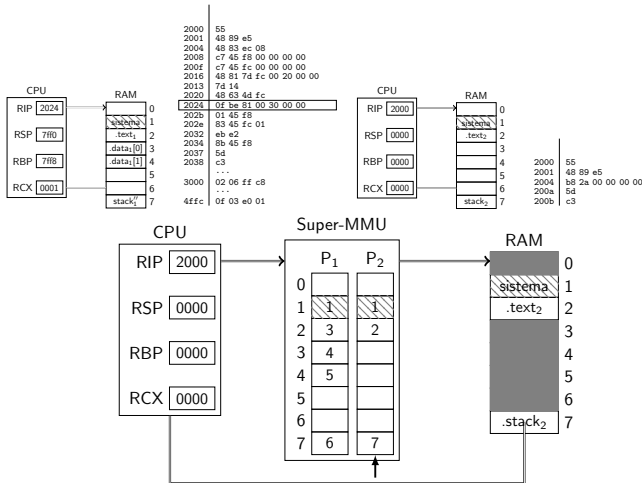 CPU
RIP 2024
RSP 7ff0
RBP 7ff8
RCX 0001
RAM
0
sistema 1
.text₁ 2
.data₁[0] 3
.data₁[1] 4
5
6
stack₁'' 7
2000 55
2001 48 89 e5
2004 48 83 ec 08
2008 c7 45 f8 00 00 00 00
200f c7 45 fc 00 00 00 00
2016 48 81 7d fc 00 20 00 00
2013 7d 14
2020 48 63 4d fc
2024 0f be 81 00 30 00 00
202b 01 45 f8
202e 83 45 fc 01
2032 eb e2
2034 8b 45 f8
2037 5d
2038 c3
...
3000 02 06 ff c8
...
4ffc 0f 03 e0 01
CPU
RIP 2000
RSP 0000
RBP 0000
RCX 0000
RAM
0
sistema 1
.text₂ 2
3
4
5
6
stack₂ 7
2000 55
2001 48 89 e5
2004 b8 2a 00 00 00 00
200a 5d
200b c3
CPU
RIP 2000
RSP 0000
RBP 0000
RCX 0000
Super-MMU
P₁ P₂
0
1 1 1
2 3 2
3 4
4 5
5
6
7 6 7
RAM
0
sistema 1
.text₂ 2
3
4
5
6
.stack₂ 7